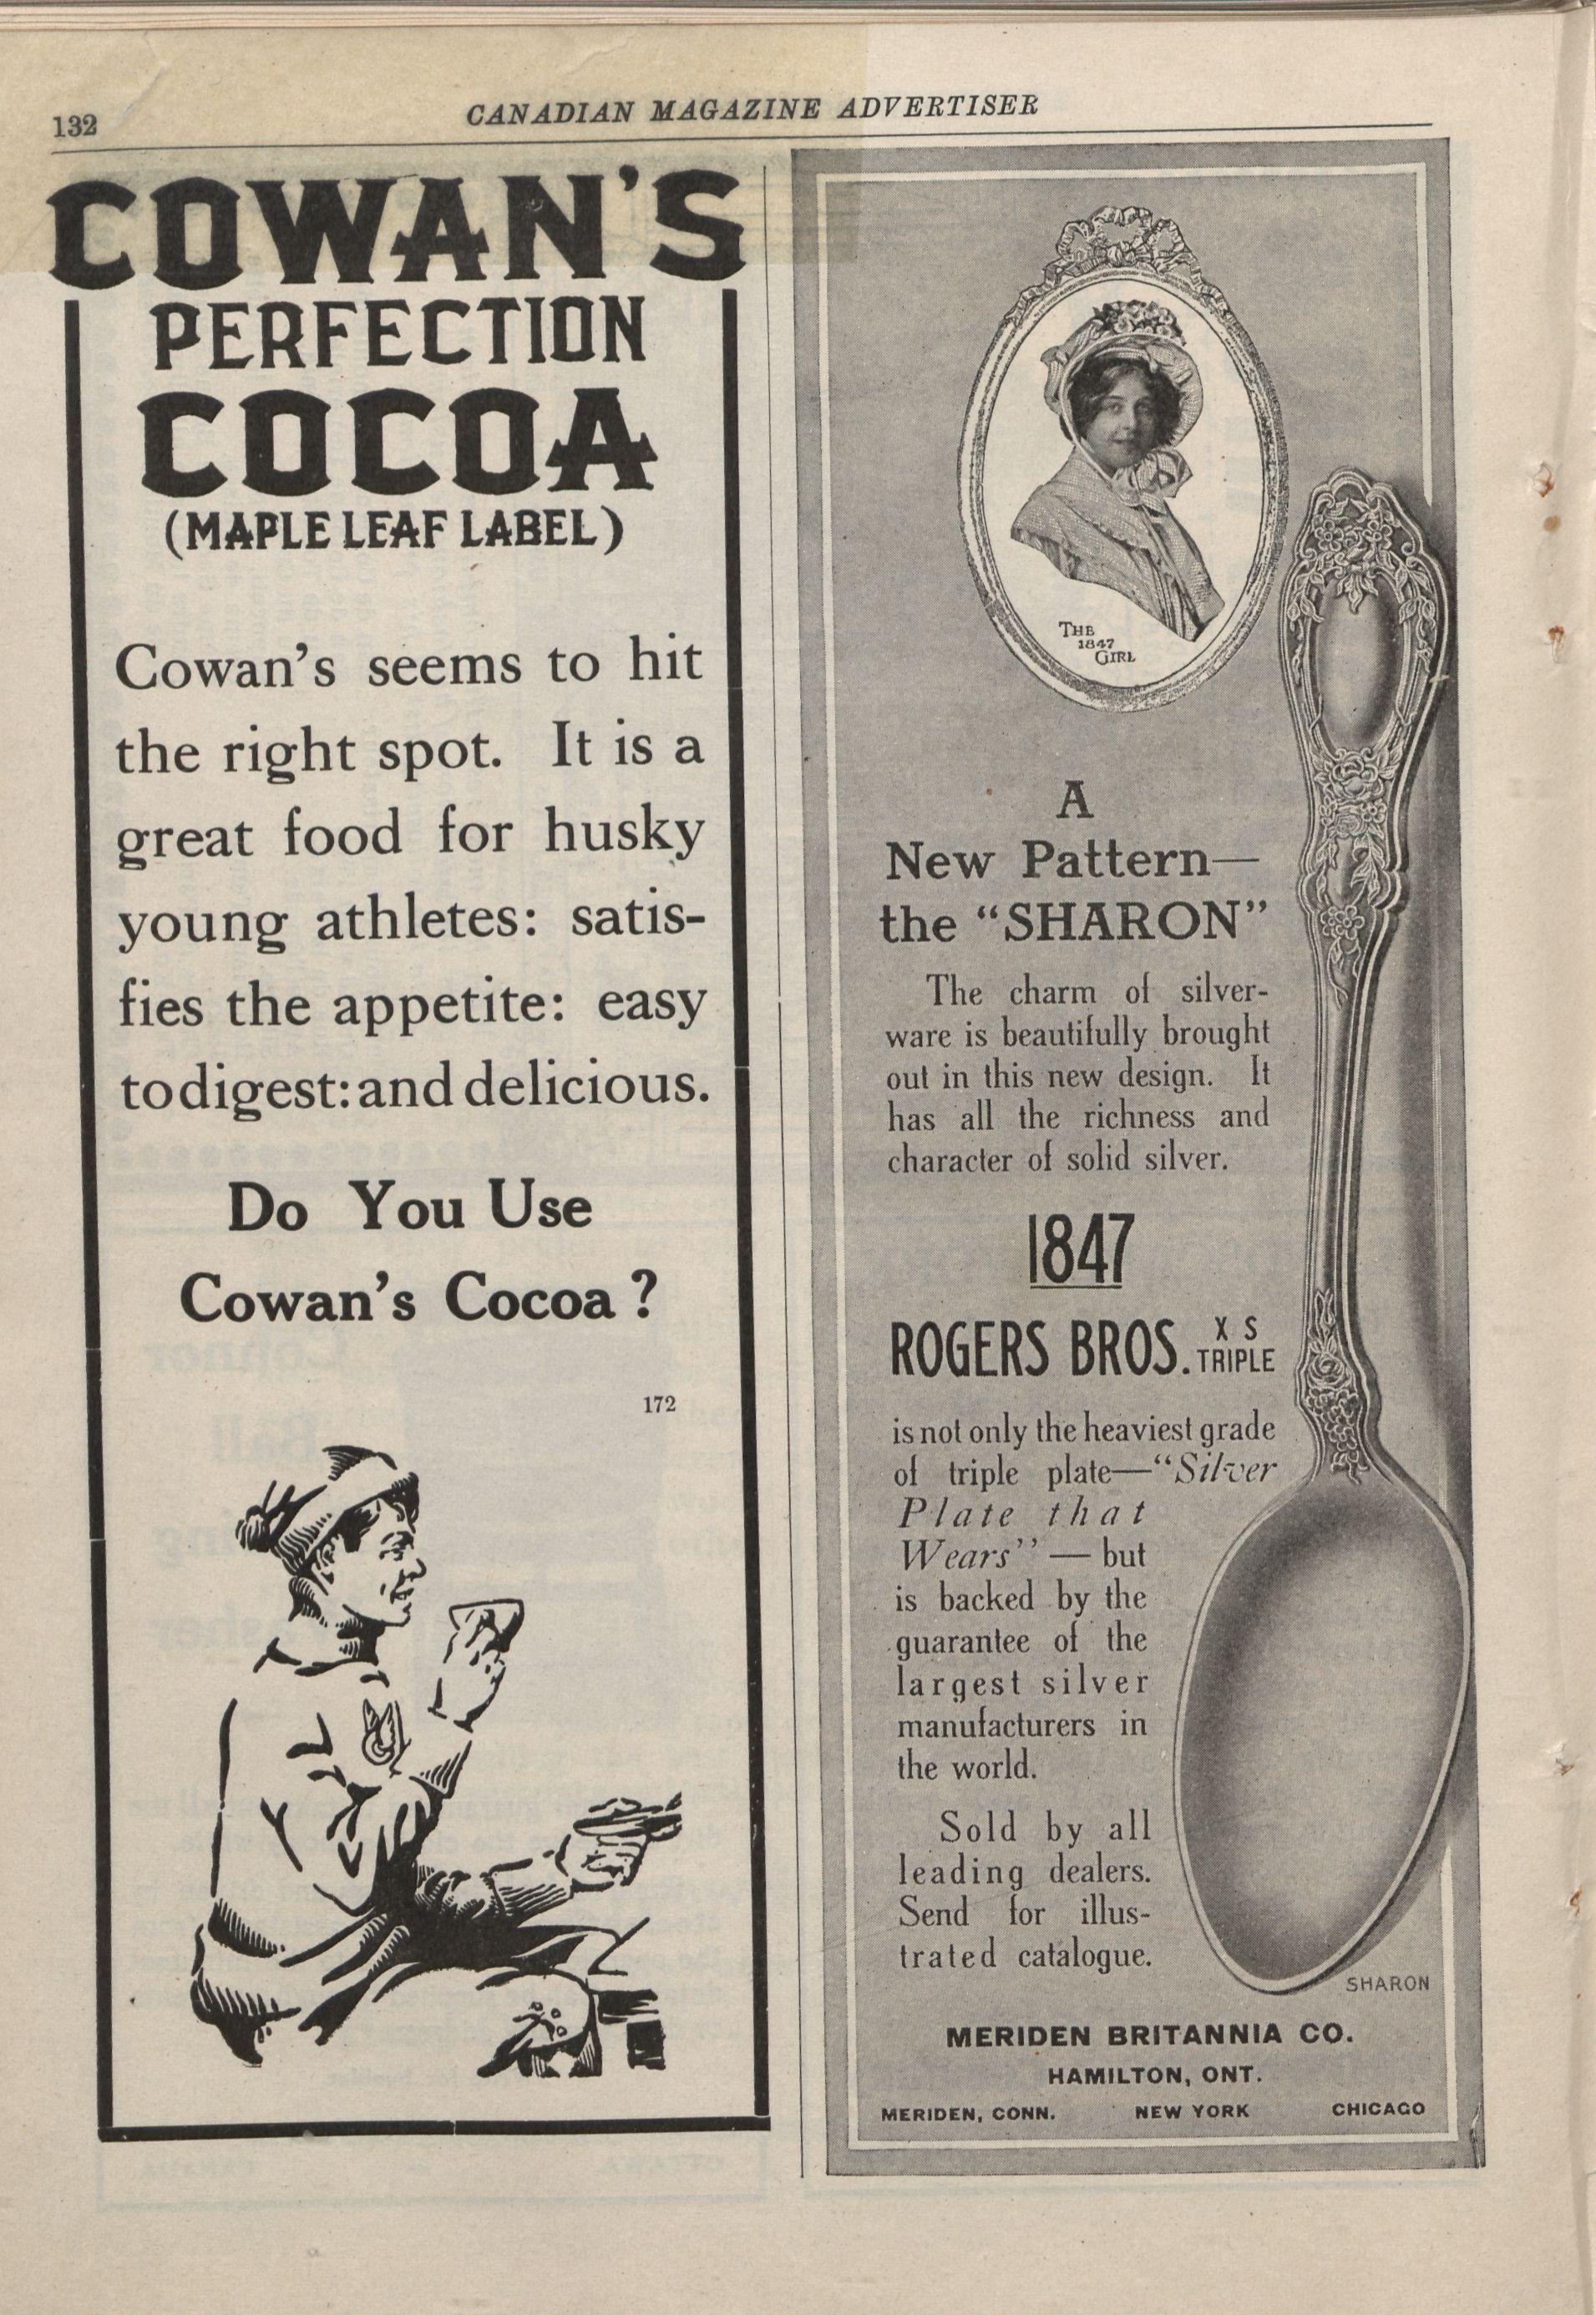 132
CANADIAN MAGAZINE ADVERTISER
COWAN'S
PERFECTION
COCOA
(MAPLE LEAF LABEL)
Cowan's seems to hit
the right spot. It is a
great food for husky
young athletes: satis-
fies the appetite: easy
to digest: and delicious.
Do You Use
Cowan's Cocoa?
172
THE
1847
GIRL
A
New Pattern—
the "SHARON"
The charm of silver-
ware is beautifully brought
out in this new design. It
has all the richness and
character of solid silver.
1847
ROGERS BROS. X S
TRIPLE
is not only the heaviest grade
of triple plate—"Silver
Plate that
Wears"—but
is backed by the
guarantee of the
largest silver
manufacturers in
the world.
Sold by all
leading dealers.
Send for illus-
trated catalogue.
SHARON
MERIDEN BRITANNIA CO.
HAMILTON, ONT.
MERIDEN, CONN. NEW YORK CHICAGO